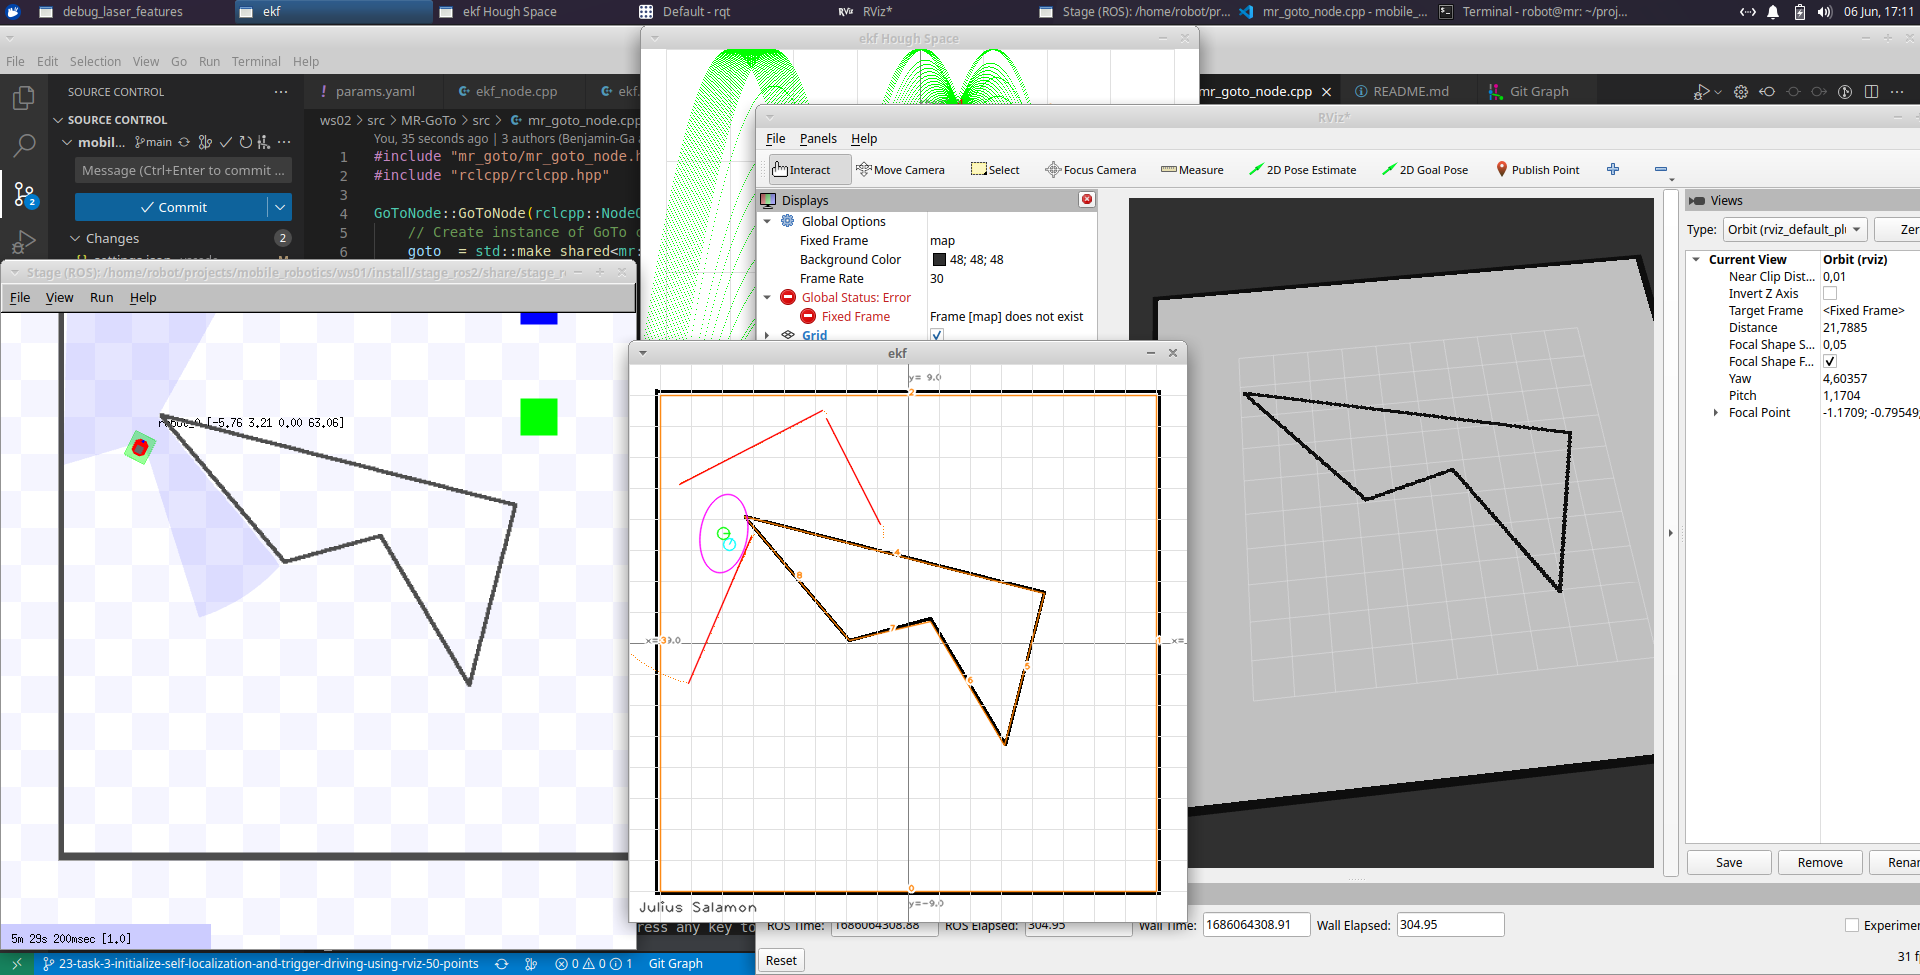 debug_laser_features
ekf
ekf Hough Space
Default - rqt
RViz*
Stage (ROS): /home/robot/pr...
mr_goto_node.cpp - mobile_...
Terminal - robot@mr: ~/proj...
06 Jun, 17:11
ekf Hough Space
File Edit Selection View Go Run Terminal Help
SOURCE CONTROL
params.yaml
ekf_node.cpp
ekf.
mr_goto_node.cpp
README.md
Git Graph
SOURCE CONTROL
mobil... main
Message (Ctrl+Enter to commit ...
Commit
Changes 2
ws02 > src > MR-GoTo > src > mr_goto_node.cpp
You, 35 seconds ago | 3 authors (Benjamin-Ga a
1 #include "mr_goto/mr_goto_node.h
2 #include "rclcpp/rclcpp.hpp"
3
4 GoToNode::GoToNode(rclcpp::NodeO
5 // Create instance of GoTo c
6 goto = std::make_shared<mr:
RViz*
File Panels Help
Interact Move Camera Select Focus Camera Measure 2D Pose Estimate 2D Goal Pose Publish Point
Displays
Global Options
Fixed Frame map
Background Color 48; 48; 48
Frame Rate 30
Global Status: Error
Fixed Frame Frame [map] does not exist
Grid
Views
Type: Orbit (rviz_default_pl Zer
Current View Orbit (rviz)
Near Clip Dist... 0,01
Invert Z Axis
Target Frame <Fixed Frame>
Distance 21,7885
Focal Shape S... 0,05
Focal Shape F...
Yaw 4,60357
Pitch 1,1704
Focal Point -1.1709; -0.79549
Save Remove Renar
Stage (ROS): /home/robot/projects/mobile_robotics/ws01/install/stage_ros2/share/stage_r
File View Run Help
robot_0 [-5.76 3.21 0.00 63.06]
5m 29s 200msec [1.0]
ekf
y= 9.0
2
4
8
7
5
6
1
x=
0
y=-9.0
Julius Salamon
ress any key to
ROS Time: 1686064308.88 ROS Elapsed: 304.95 Wall Time: 1686064308.91 Wall Elapsed: 304.95
Experimer
Reset
31 f
23-task-3-initialize-self-localization-and-trigger-driving-using-rviz-50-points
0 0 1 Git Graph